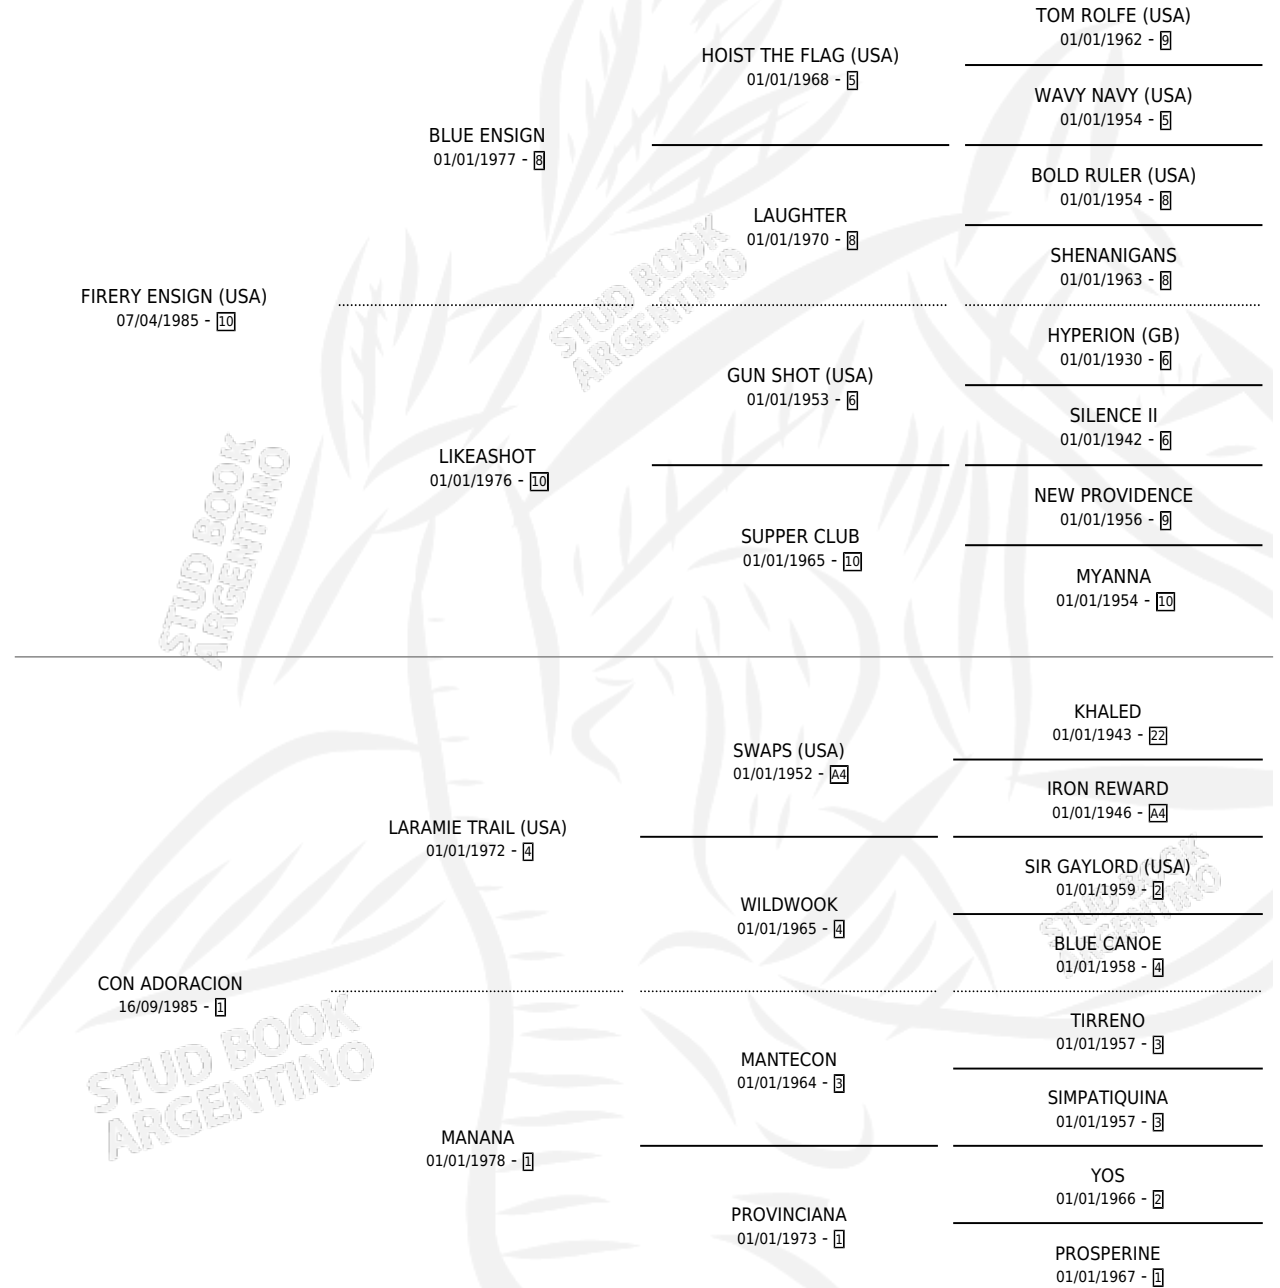 TOM ROLFE (USA)
01/01/1962 - 9
HOIST THE FLAG (USA)
01/01/1968 - 5
WAVY NAVY (USA)
01/01/1954 - 5
BLUE ENSIGN
01/01/1977 - 8
BOLD RULER (USA)
01/01/1954 - 8
LAUGHTER
01/01/1970 - 8
SHENANIGANS
01/01/1963 - 8
FIRERY ENSIGN (USA)
07/04/1985 - 10
HYPERION (GB)
01/01/1930 - 6
GUN SHOT (USA)
01/01/1953 - 6
SILENCE II
01/01/1942 - 6
LIKEASHOT
01/01/1976 - 10
NEW PROVIDENCE
01/01/1956 - 9
SUPPER CLUB
01/01/1965 - 10
MYANNA
01/01/1954 - 10
KHALED
01/01/1943 - 22
SWAPS (USA)
01/01/1952 - A4
IRON REWARD
01/01/1946 - A4
LARAMIE TRAIL (USA)
01/01/1972 - 4
SIR GAYLORD (USA)
01/01/1959 - 2
WILDWOOK
01/01/1965 - 4
BLUE CANOE
01/01/1958 - 4
CON ADORACION
16/09/1985 - 1
TIRRENO
01/01/1957 - 3
MANTECON
01/01/1964 - 3
SIMPATIQUINA
01/01/1957 - 3
MANANA
01/01/1978 - 1
YOS
01/01/1966 - 2
PROVINCIANA
01/01/1973 - 1
PROSPERINE
01/01/1967 - 1
STUD BOOK
ARGENTINO
STUD BOOK
ARGENTINO
STUD BOOK
ARGENTINO
STUD BOOK
ARGENTINO